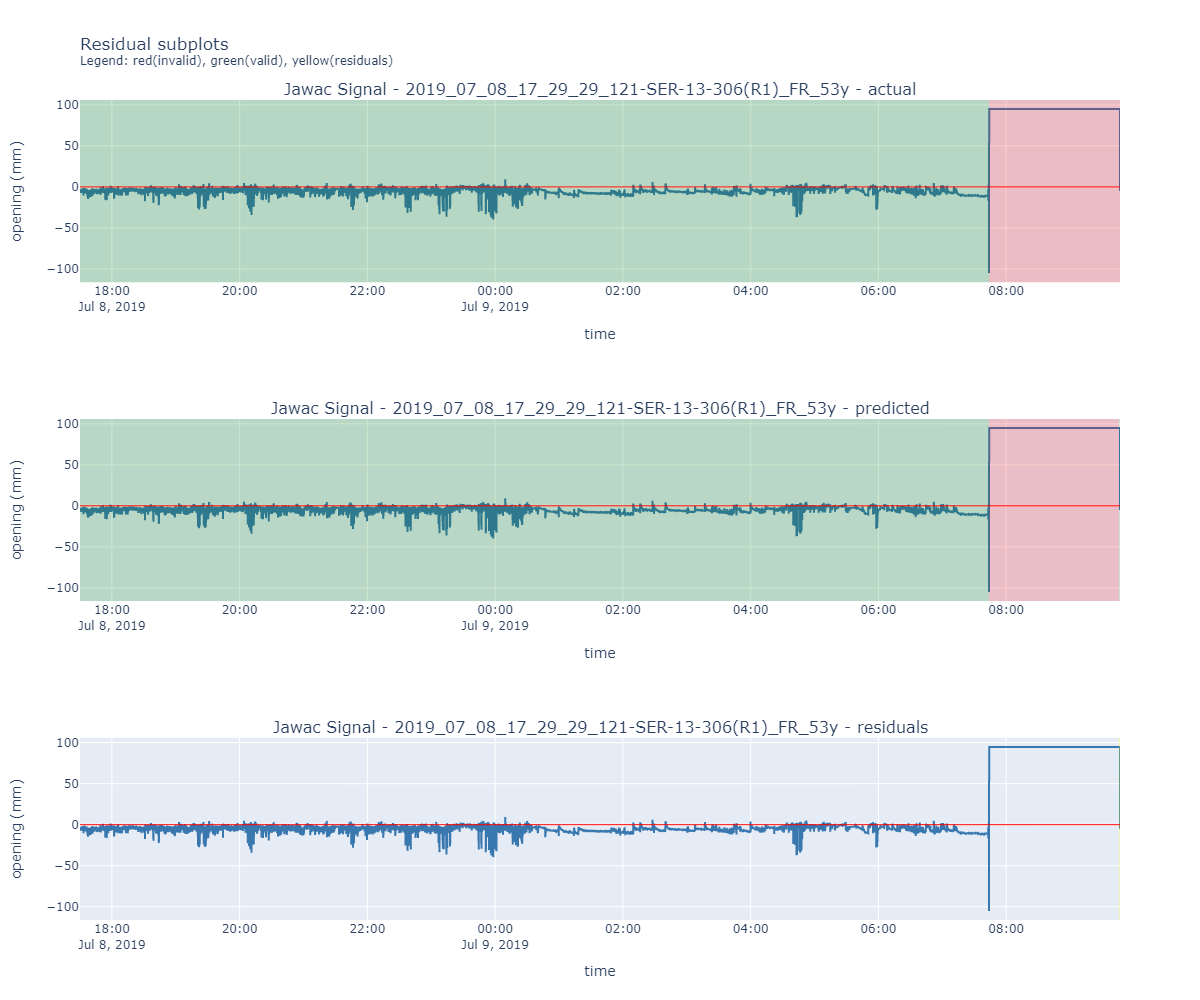 Residual subplots
Legend: red(invalid), green(valid), yellow(residuals)
Jawac Signal - 2019_07_08_17_29_29_121-SER-13-306(R1)_FR_53y - actual
100
50
0
−50
−100
opening (mm)
18:00 20:00 22:00 00:00 02:00 04:00 06:00 08:00
Jul 8, 2019 Jul 9, 2019
time
Jawac Signal - 2019_07_08_17_29_29_121-SER-13-306(R1)_FR_53y - predicted
100
50
0
−50
−100
opening (mm)
18:00 20:00 22:00 00:00 02:00 04:00 06:00 08:00
Jul 8, 2019 Jul 9, 2019
time
Jawac Signal - 2019_07_08_17_29_29_121-SER-13-306(R1)_FR_53y - residuals
100
50
0
−50
−100
opening (mm)
18:00 20:00 22:00 00:00 02:00 04:00 06:00 08:00
Jul 8, 2019 Jul 9, 2019
time